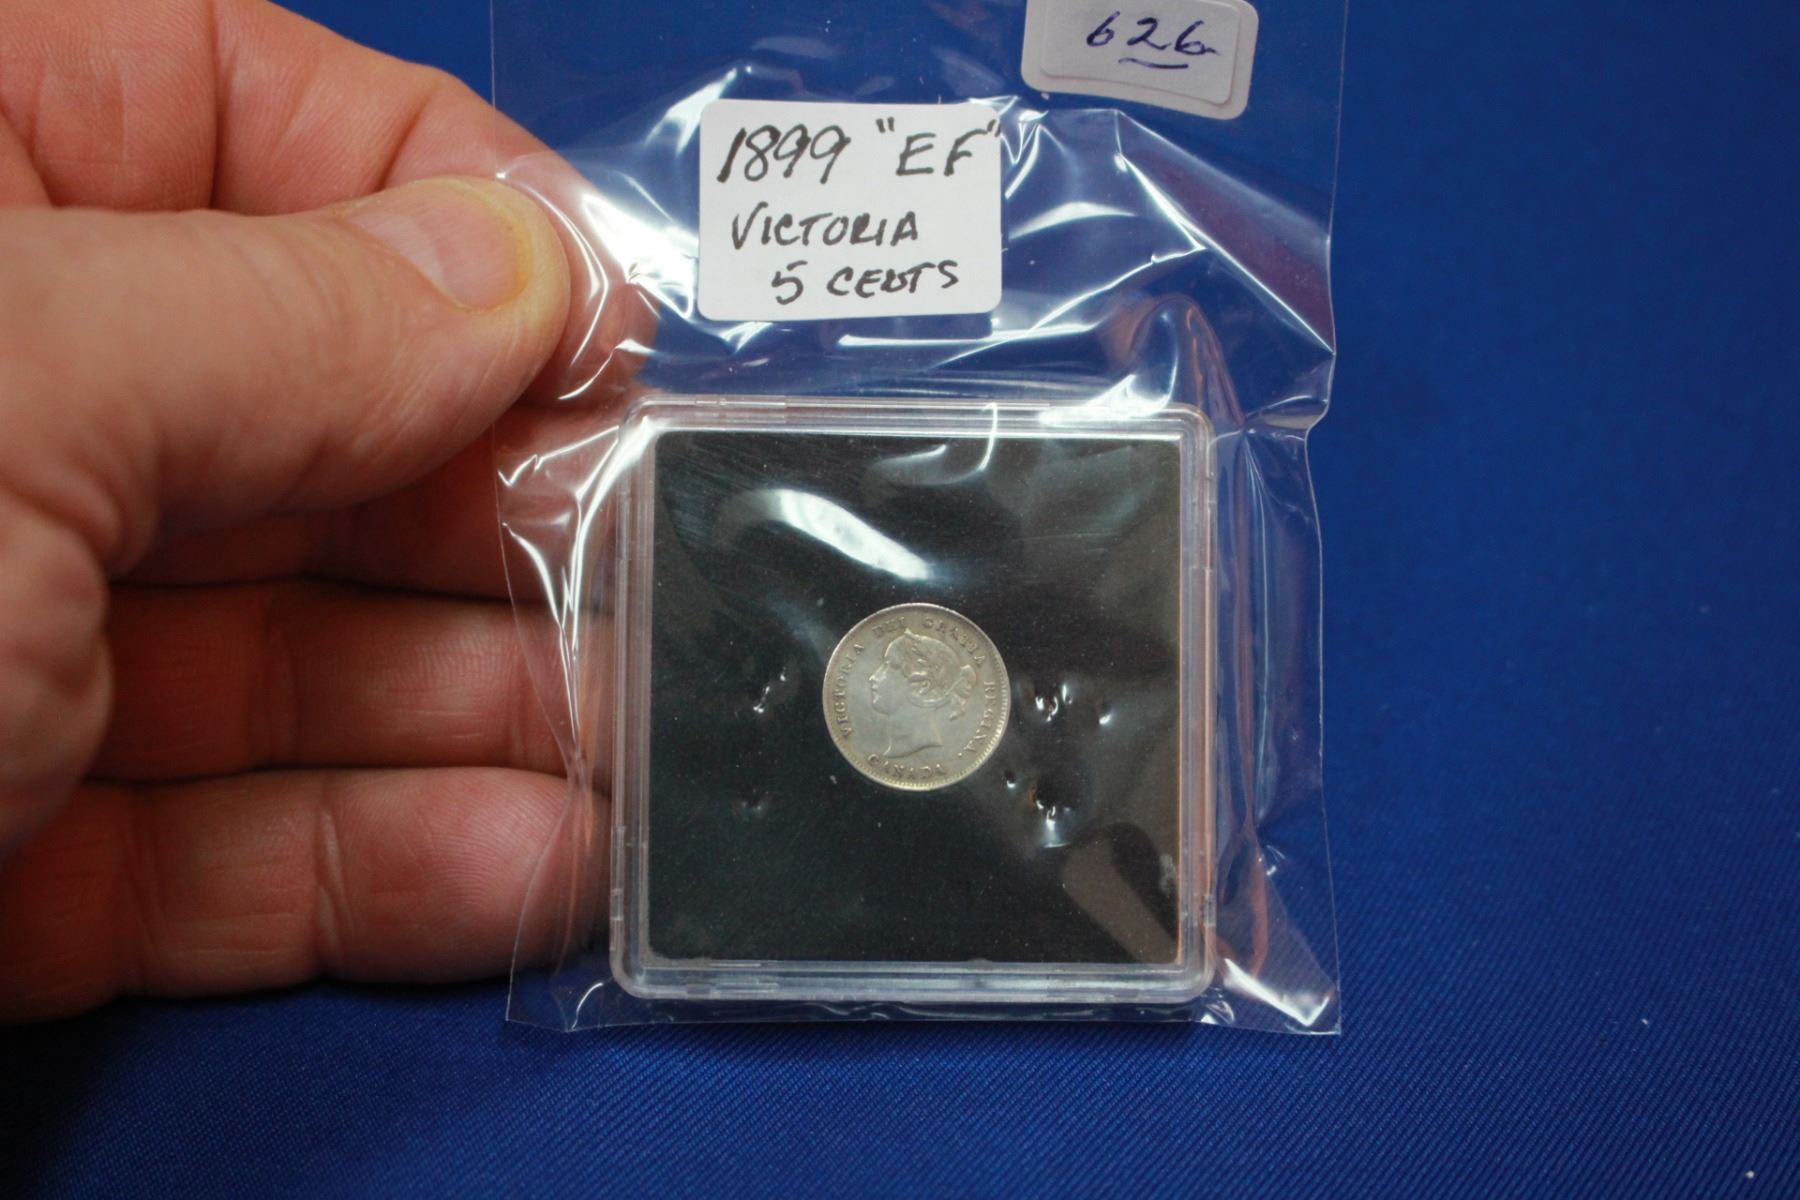 626
1899 "EF"
VICTORIA
5 CENTS
VICTORIA DEI GRATIA REGINA.
CANADA